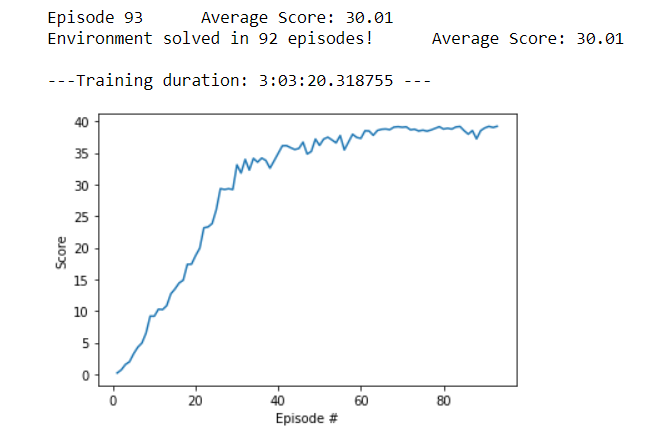 Episode 93 Average Score: 30.01
Environment solved in 92 episodes! Average Score: 30.01
---Training duration: 3:03:20.318755 ---
40
35
30
25
20
15
10
5
0
Score
0 20 40 60 80
Episode #